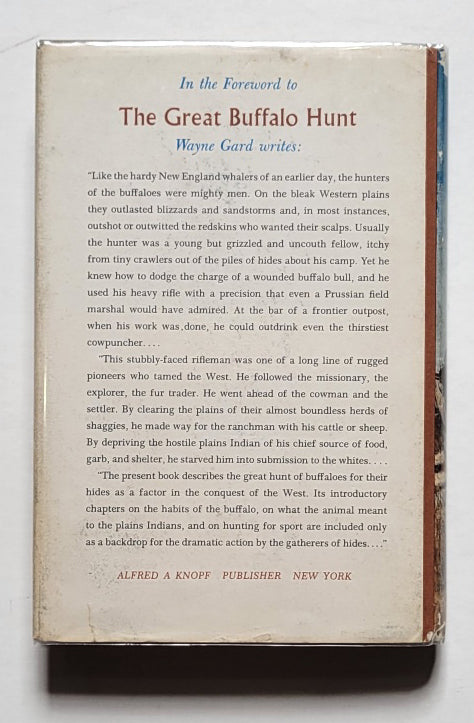 In the Foreword to
The Great Buffalo Hunt
Wayne Gard writes:
"Like the hardy New England whalers of an earlier day, the hunters
of the buffaloes were mighty men. On the bleak Western plains
they outlasted blizzards and sandstorms and, in most instances,
outshot or outwitted the redskins who wanted their scalps. Usually
the hunter was a young but grizzled and uncouth fellow, itchy
from tiny crawlers out of the piles of hides about his camp. Yet he
knew how to dodge the charge of a wounded buffalo bull, and he
used his heavy rifle with a precision that even a Prussian field
marshal would have admired. At the bar of a frontier outpost,
when his work was done, he could outdrink even the thirstiest
cowpuncher. . . .
"This stubbly-faced rifleman was one of a long line of rugged
pioneers who tamed the West. He followed the missionary, the
explorer, the fur trader. He went ahead of the cowman and the
settler. By clearing the plains of their almost boundless herds of
shaggies, he made way for the ranchman with his cattle or sheep.
By depriving the hostile plains Indian of his chief source of food,
garb, and shelter, he starved him into submission to the whites. . . .
"The present book describes the great hunt of buffaloes for their
hides as a factor in the conquest of the West. Its introductory
chapters on the habits of the buffalo, on what the animal meant
to the plains Indians, and on hunting for sport are included only
as a backdrop for the dramatic action by the gatherers of hides. . . ."
ALFRED A KNOPF PUBLISHER NEW YORK